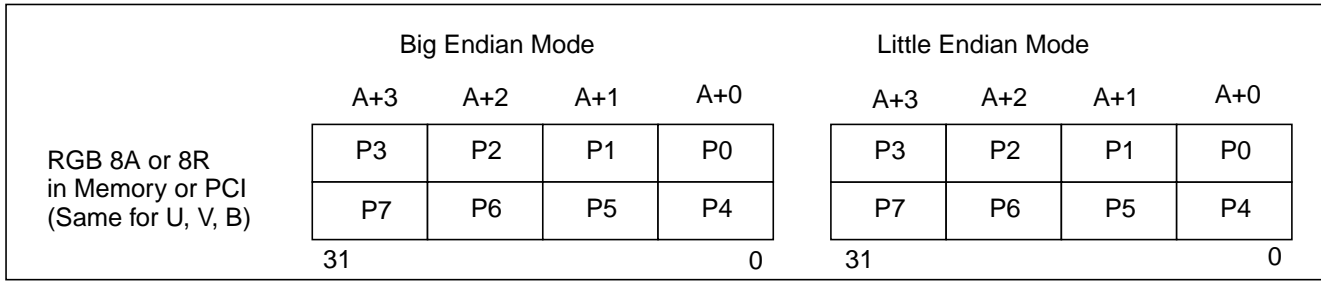 Big Endian Mode Little Endian Mode
A+3 A+2 A+1 A+0 A+3 A+2 A+1 A+0
RGB 8A or 8R
in Memory or PCI
(Same for U, V, B)
P3 P2 P1 P0 P3 P2 P1 P0
P7 P6 P5 P4 P7 P6 P5 P4
31 0 31 0